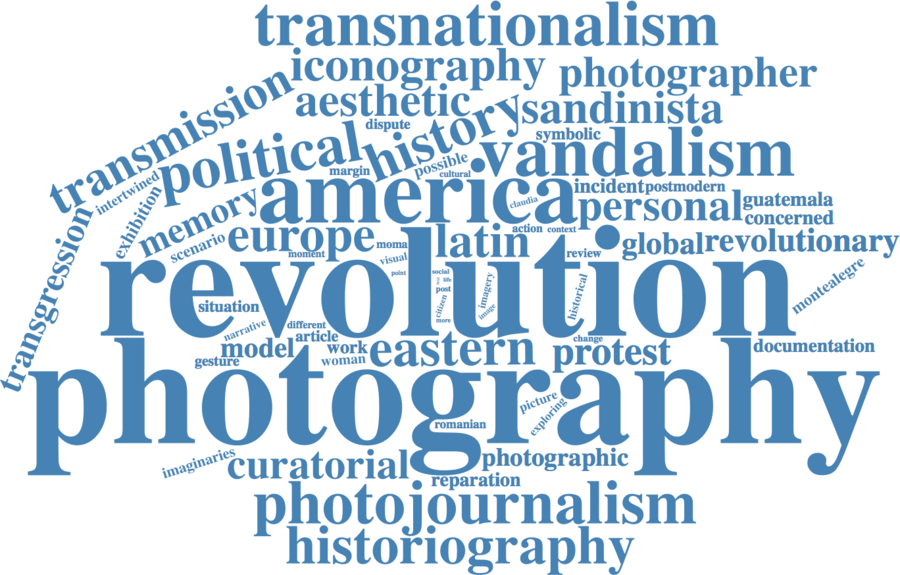 transnationalism
iconography
photographer
transmission
aesthetic
history
sandinista
dispute
symbolic
political
vandalism
margin
possible
cultural
intertwined
america
claudia
incident
postmodern
exhibition
memory
personal
guatemala
concerned
transgression
scenario
europe
moment
moma
latin
action
context
global
revolutionary
review
visual
revolution
point
social
life
post
imagery
image
historical
montealegre
citizen
more
situation
narrative
different
article
model
work
gesture
woman
eastern
change
protest
documentation
photography
picture
exploring
romanian
imaginaries
curatorial
photographic
reparation
photojournalism
historiography